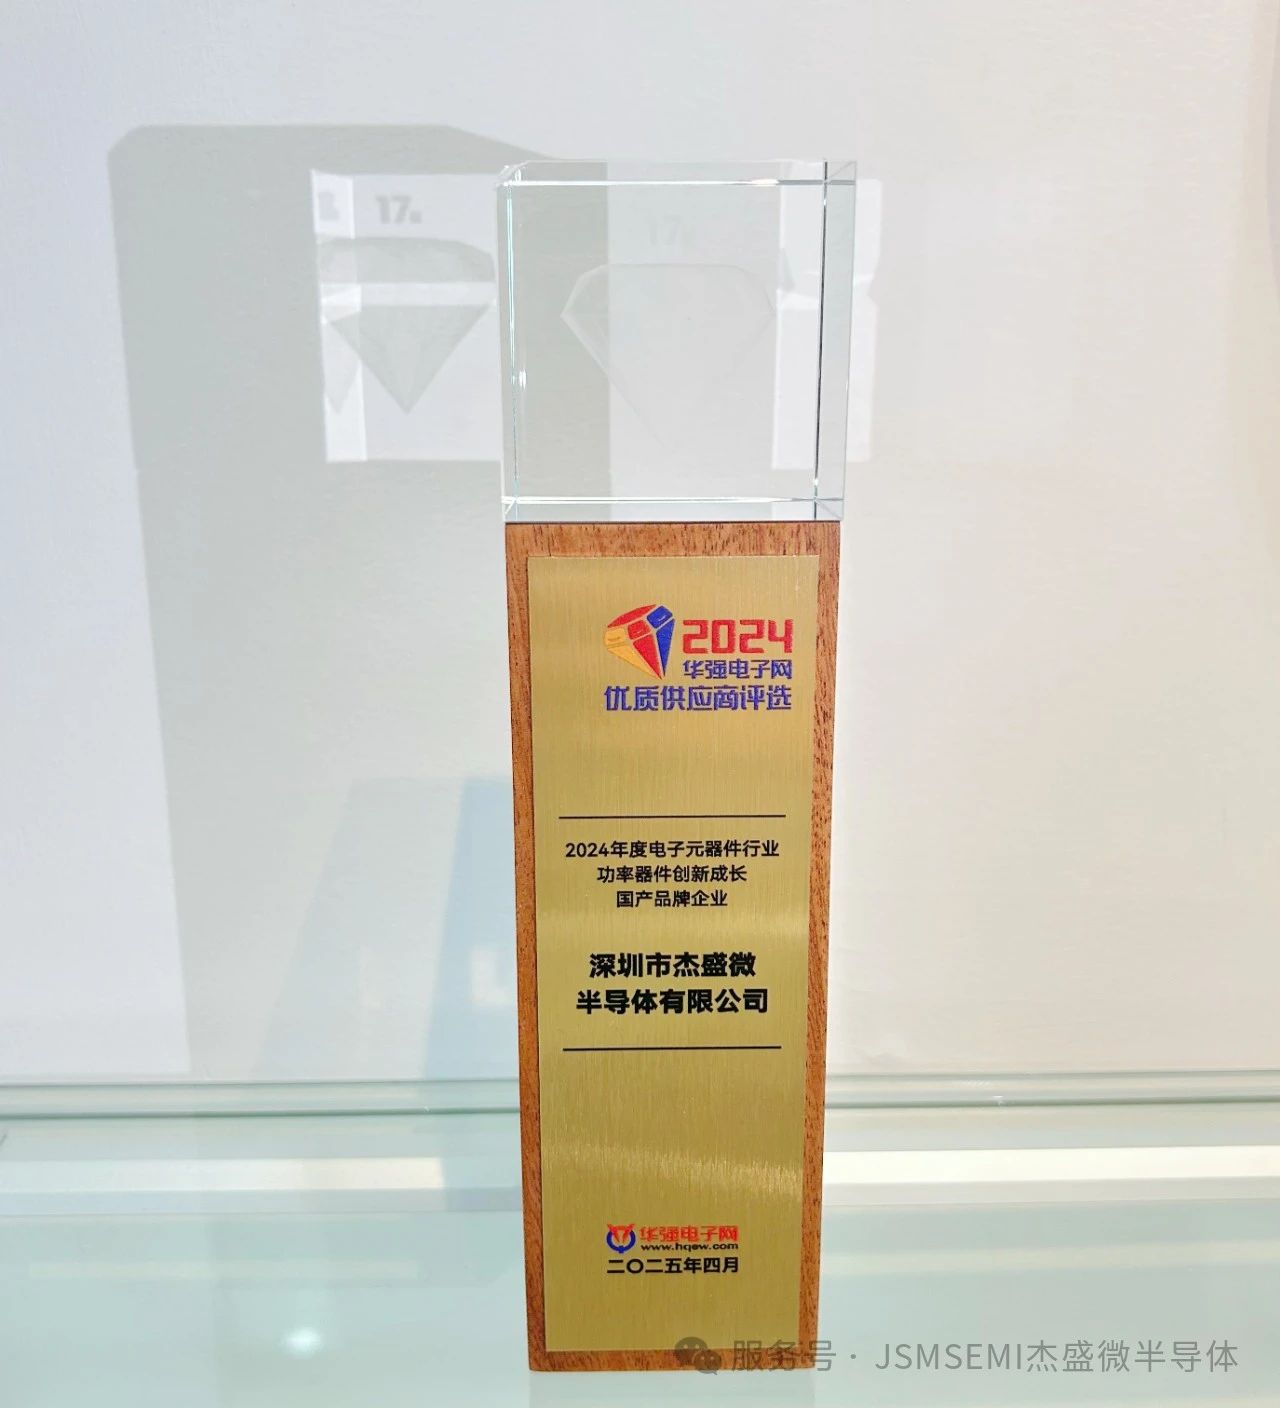 17
17
2024
华强电子网
优质供应商评选
2024年度电子元器件行业
功率器件创新成长
国产品牌企业
深圳市杰盛微
半导体有限公司
华强电子网
www.hqew.com
二〇二五年四月
服务号 · JSMSEMI杰盛微半导体